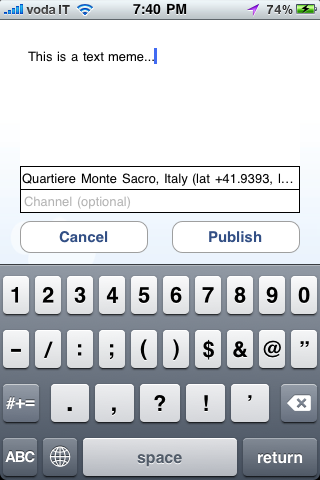 voda IT 7:40 PM 74%
This is a text meme...
Quartiere Monte Sacro, Italy (lat +41.9393, l...
Channel (optional)
Cancel Publish
1 2 3 4 5 6 7 8 9 0
- / : ; ( ) $ & @ ”
#+= . , ? ! ’
ABC space return